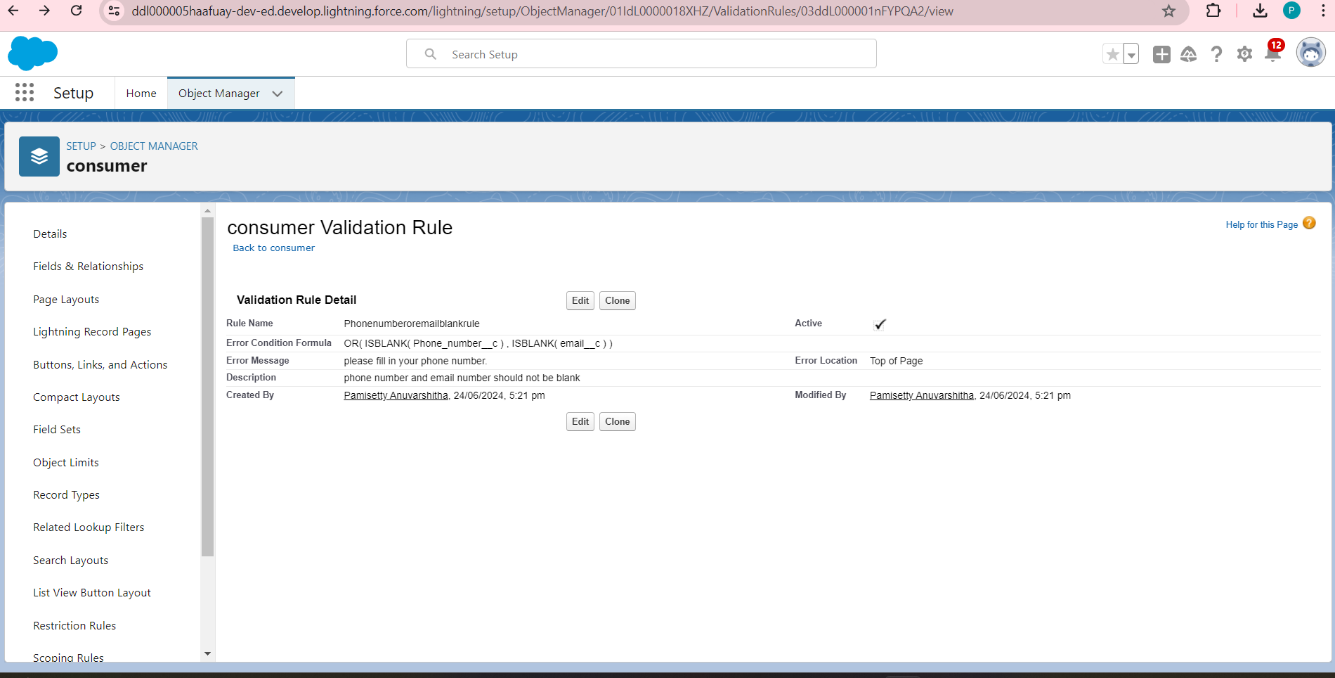 ddl000005haafuay-dev-ed.develop.lightning.force.com/lightning/setup/ObjectManager/01IdL0000018XHZ/ValidationRules/03ddL000001nFYPQA2/view
P
Search Setup
12
Setup
Home
Object Manager
SETUP > OBJECT MANAGER
consumer
Details
Fields & Relationships
Page Layouts
Lightning Record Pages
Buttons, Links, and Actions
Compact Layouts
Field Sets
Object Limits
Record Types
Related Lookup Filters
Search Layouts
List View Button Layout
Restriction Rules
Scoping Rules
consumer Validation Rule
Help for this Page ?
Back to consumer
Validation Rule Detail Edit Clone
Rule Name Phonenumberoremailblankrule Active
Error Condition Formula OR( ISBLANK( Phone_number__c ) , ISBLANK( email__c ) )
Error Message please fill in your phone number. Error Location Top of Page
Description phone number and email number should not be blank
Created By Pamisetty Anuvarshitha, 24/06/2024, 5:21 pm Modified By Pamisetty Anuvarshitha, 24/06/2024, 5:21 pm
Edit Clone